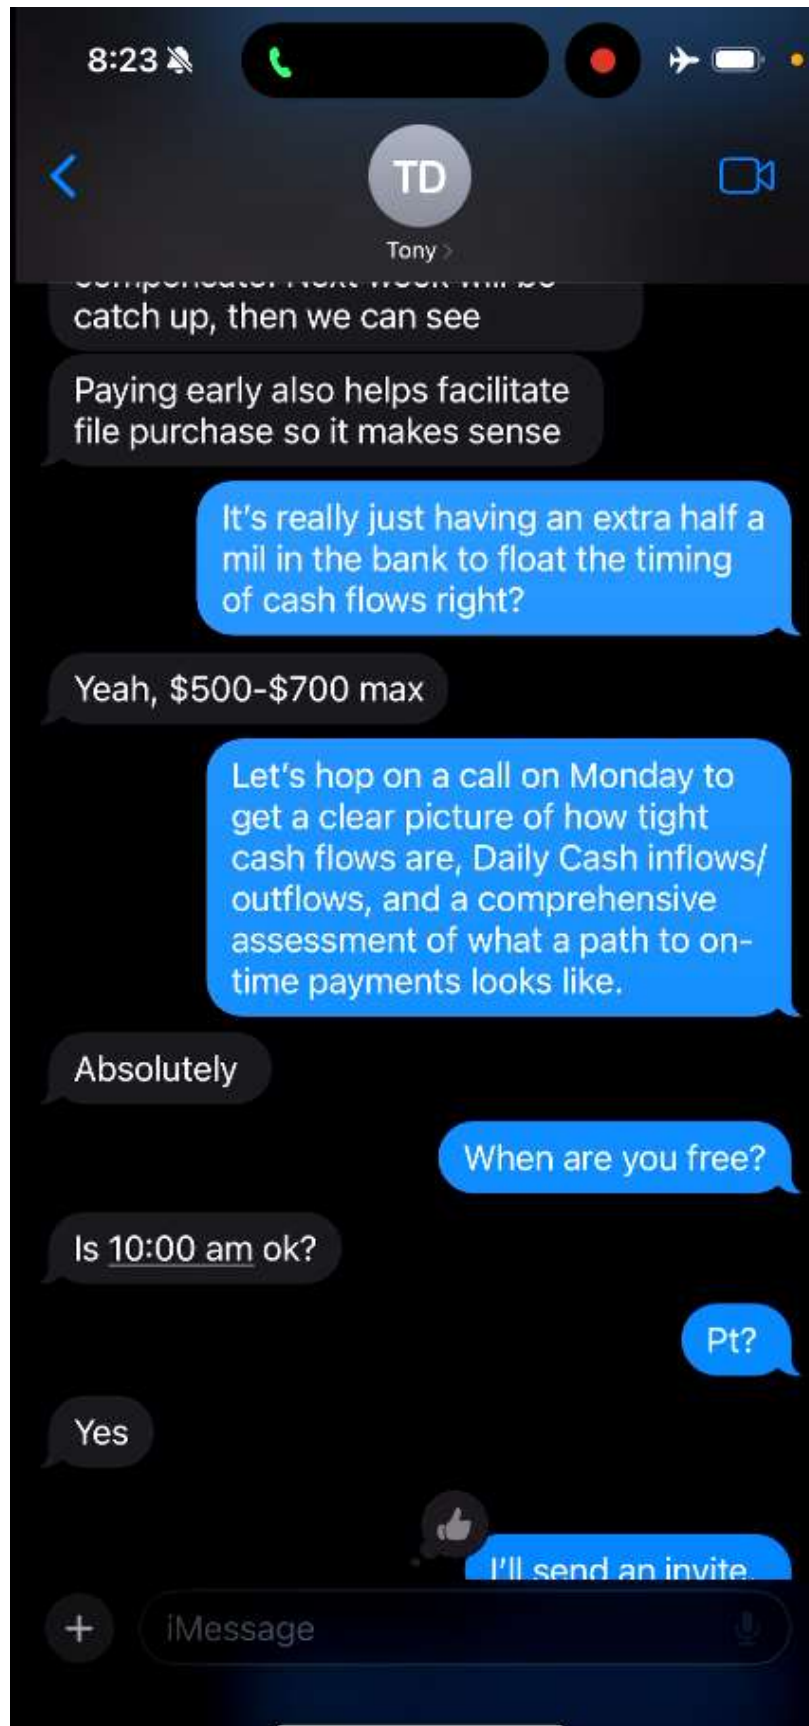 8:23
TD
Tony
catch up, then we can see
Paying early also helps facilitate
file purchase so it makes sense
It's really just having an extra half a
mil in the bank to float the timing
of cash flows right?
Yeah, $500-$700 max
Let's hop on a call on Monday to
get a clear picture of how tight
cash flows are, Daily Cash inflows/
outflows, and a comprehensive
assessment of what a path to on-
time payments looks like.
Absolutely
When are you free?
Is 10:00 am ok?
Pt?
Yes
I'll send an invite.
iMessage